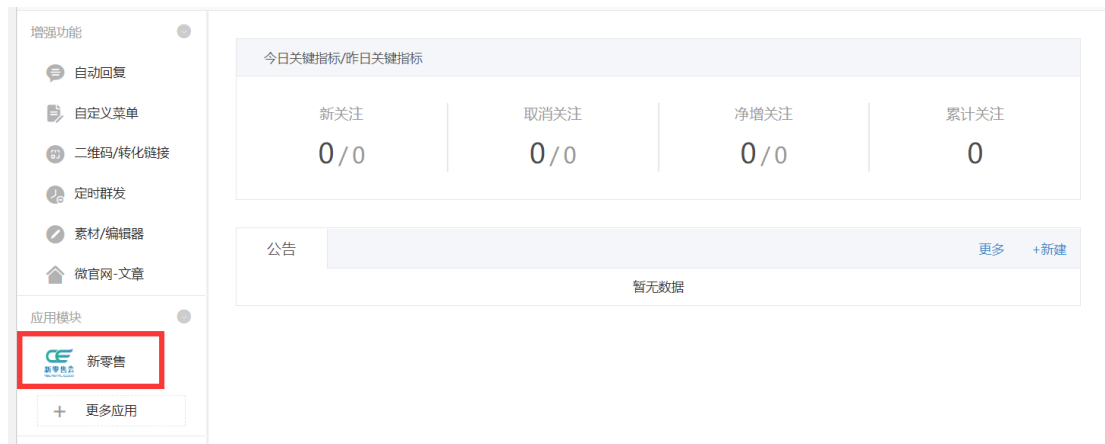 增强功能
自动回复
自定义菜单
二维码/转化链接
定时群发
素材/编辑器
微官网-文章
应用模块
新零售
+ 更多应用
今日关键指标/昨日关键指标
新关注 取消关注 净增关注 累计关注
0/0 0/0 0/0 0
公告 更多 +新建
暂无数据